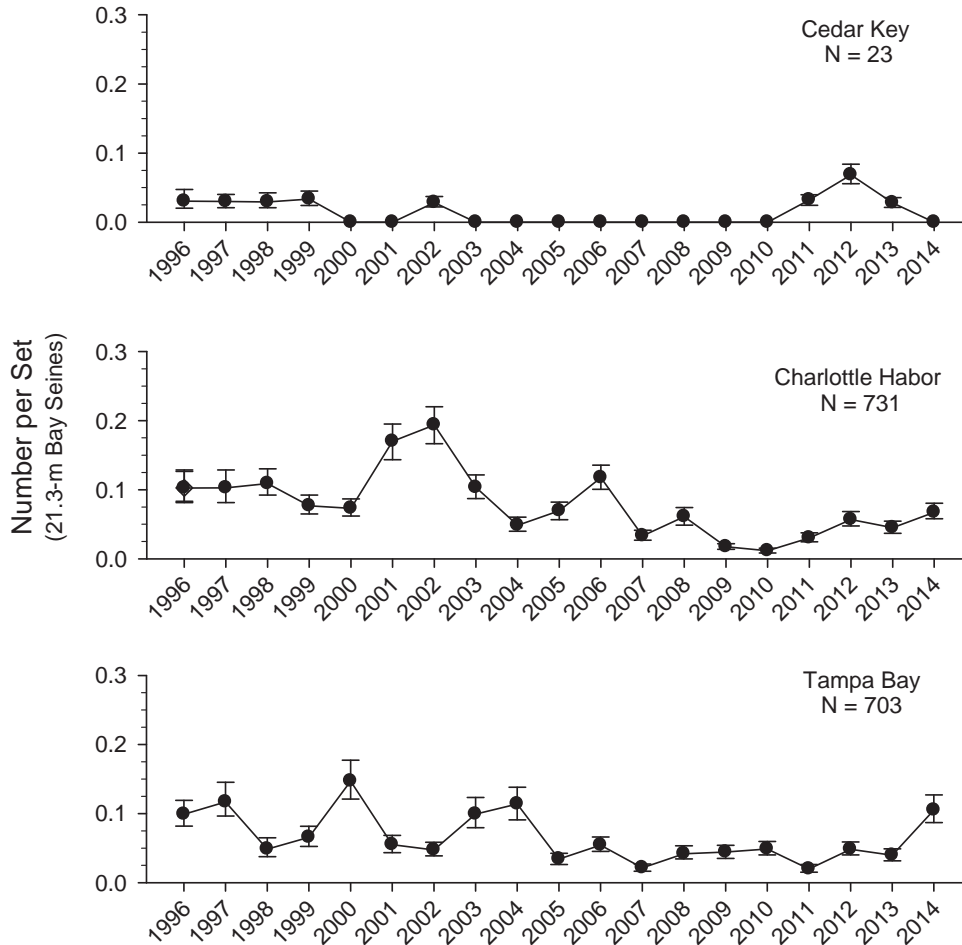 0.3
Cedar Key
N = 23
0.2
0.1
0.0
1996 1997 1998 1999 2000 2001 2002 2003 2004 2005 2006 2007 2008 2009 2010 2011 2012 2013 2014
Number per Set
(21.3-m Bay Seines)
0.3
Charlottle Habor
N = 731
0.2
0.1
0.0
1996 1997 1998 1999 2000 2001 2002 2003 2004 2005 2006 2007 2008 2009 2010 2011 2012 2013 2014
0.3
Tampa Bay
N = 703
0.2
0.1
0.0
1996 1997 1998 1999 2000 2001 2002 2003 2004 2005 2006 2007 2008 2009 2010 2011 2012 2013 2014